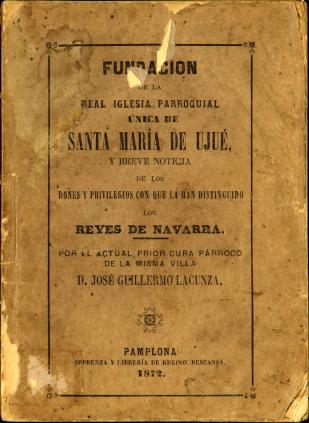 FUNDACION
DE LA
REAL IGLESIA PARROQUIAL
ÚNICA DE
SANTA MARÍA DE UJUÉ,
Y BREVE NOTICIA
DE LOS
DONES Y PRIVILEGIOS CON QUE LA HAN DISTINGUIDO
LOS
REYES DE NAVARRA.
POR EL ACTUAL PRIOR CURA PÁRROCO
DE LA MISMA VILLA
D. JOSÉ GUILLERMO LACUNZA,
PAMPLONA:
IMPRENTA Y LIBRERÍA DE REGINO BESCANSA,
1872.